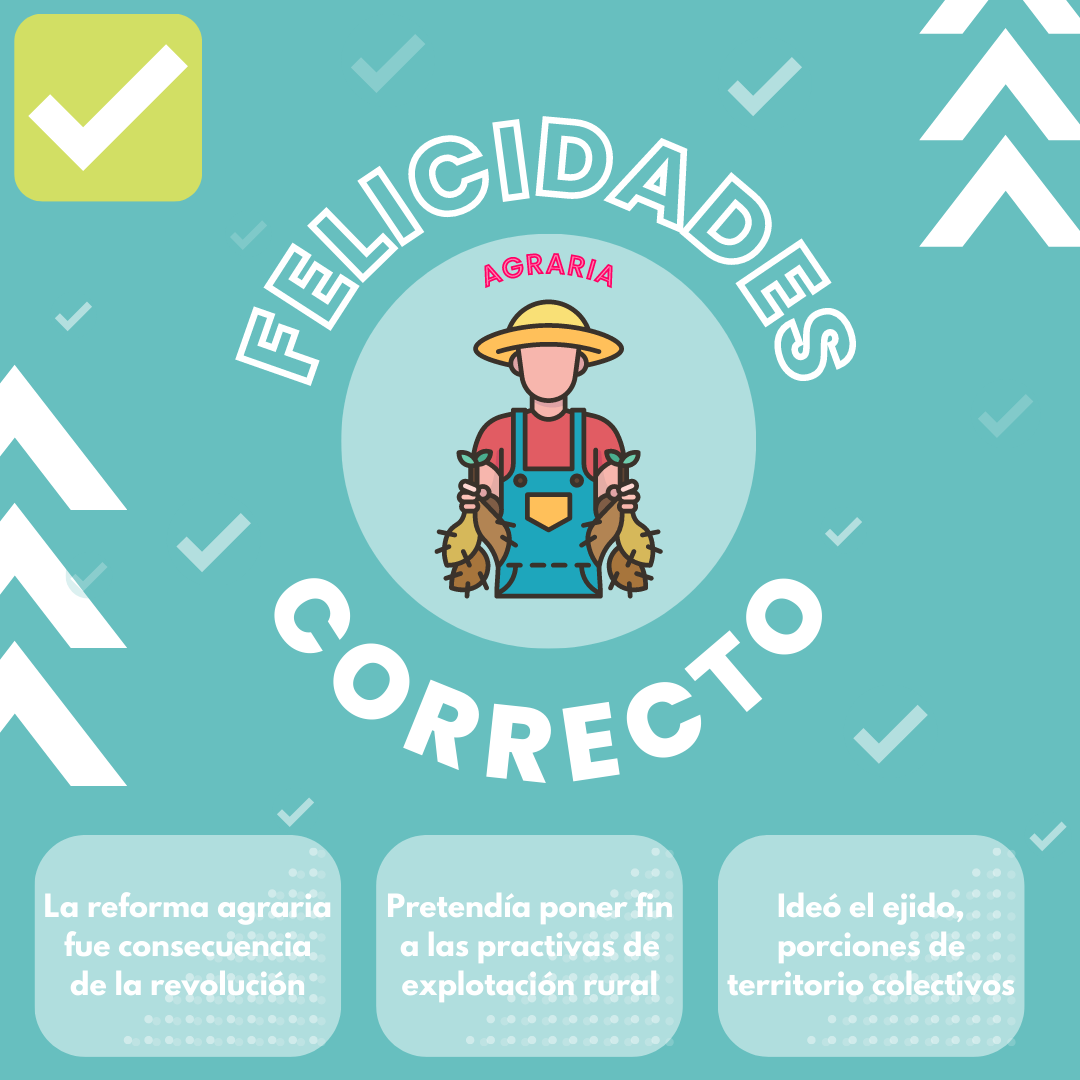 FELICIDADES
AGRARIA
CORRECTO
La reforma agraria
fue consecuencia
de la revolución
Pretendía poner fin
a las practivas de
explotación rural
Ideó el ejido,
porciones de
territorio colectivos